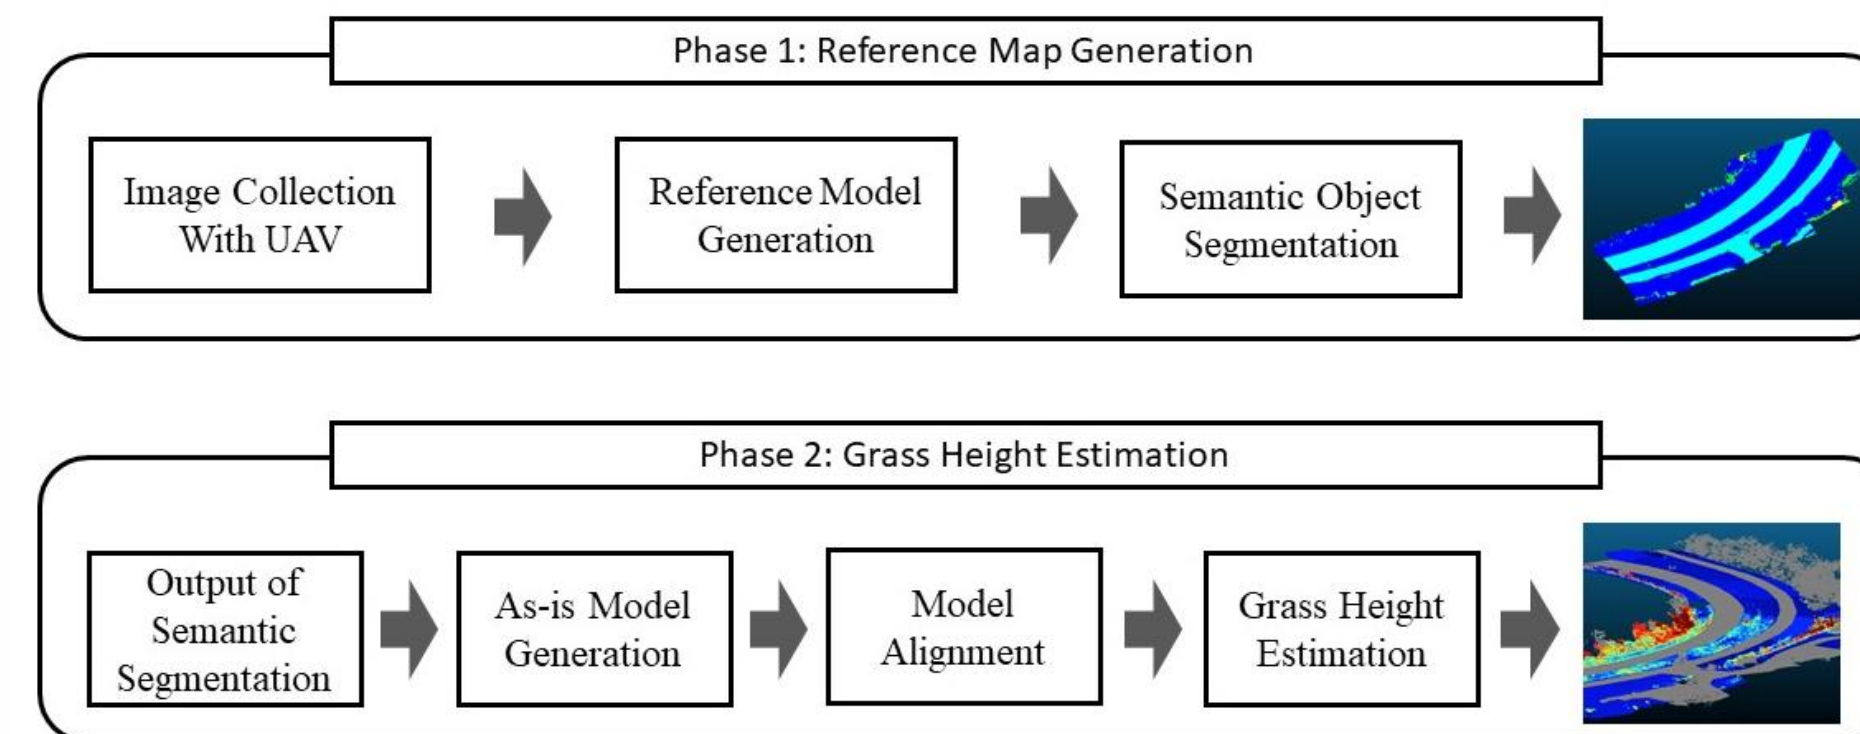 Phase 1: Reference Map Generation
Image Collection
With UAV
Reference Model
Generation
Semantic Object
Segmentation
Phase 2: Grass Height Estimation
Output of
Semantic
Segmentation
As-is Model
Generation
Model
Alignment
Grass Height
Estimation